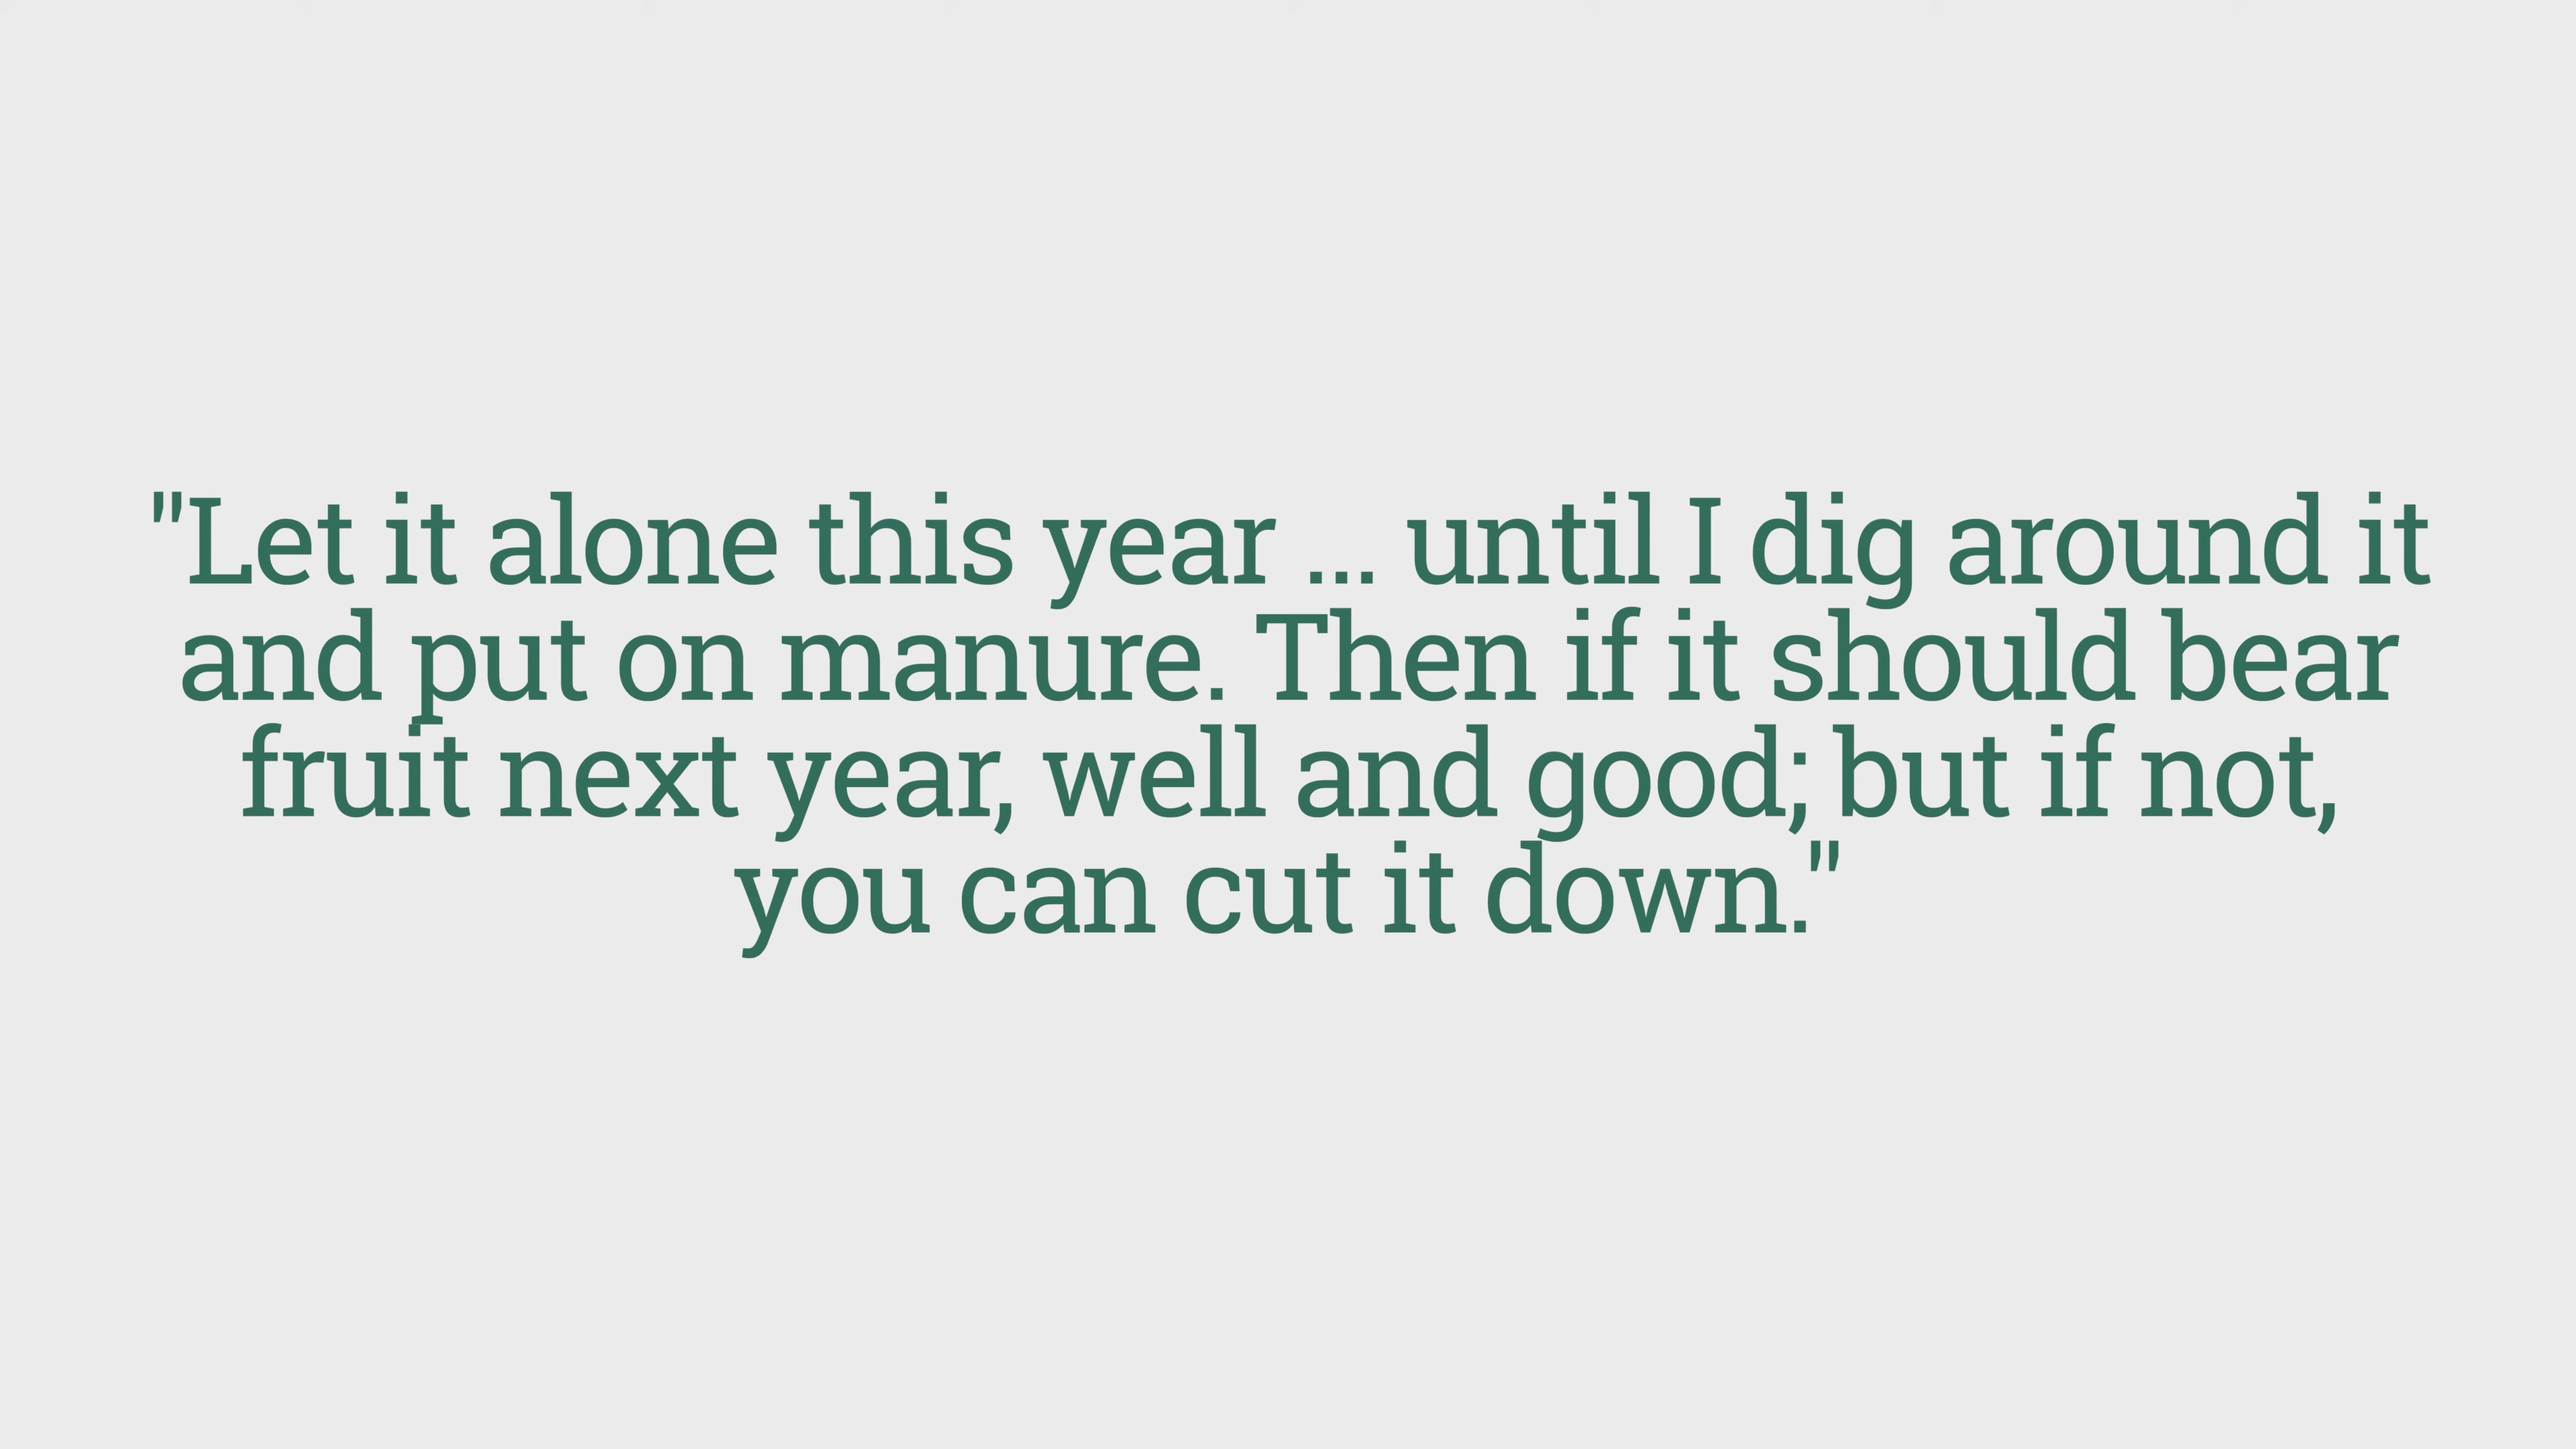 "Let it alone this year ... until I dig around it
and put on manure. Then if it should bear
fruit next year, well and good; but if not,
you can cut it down."